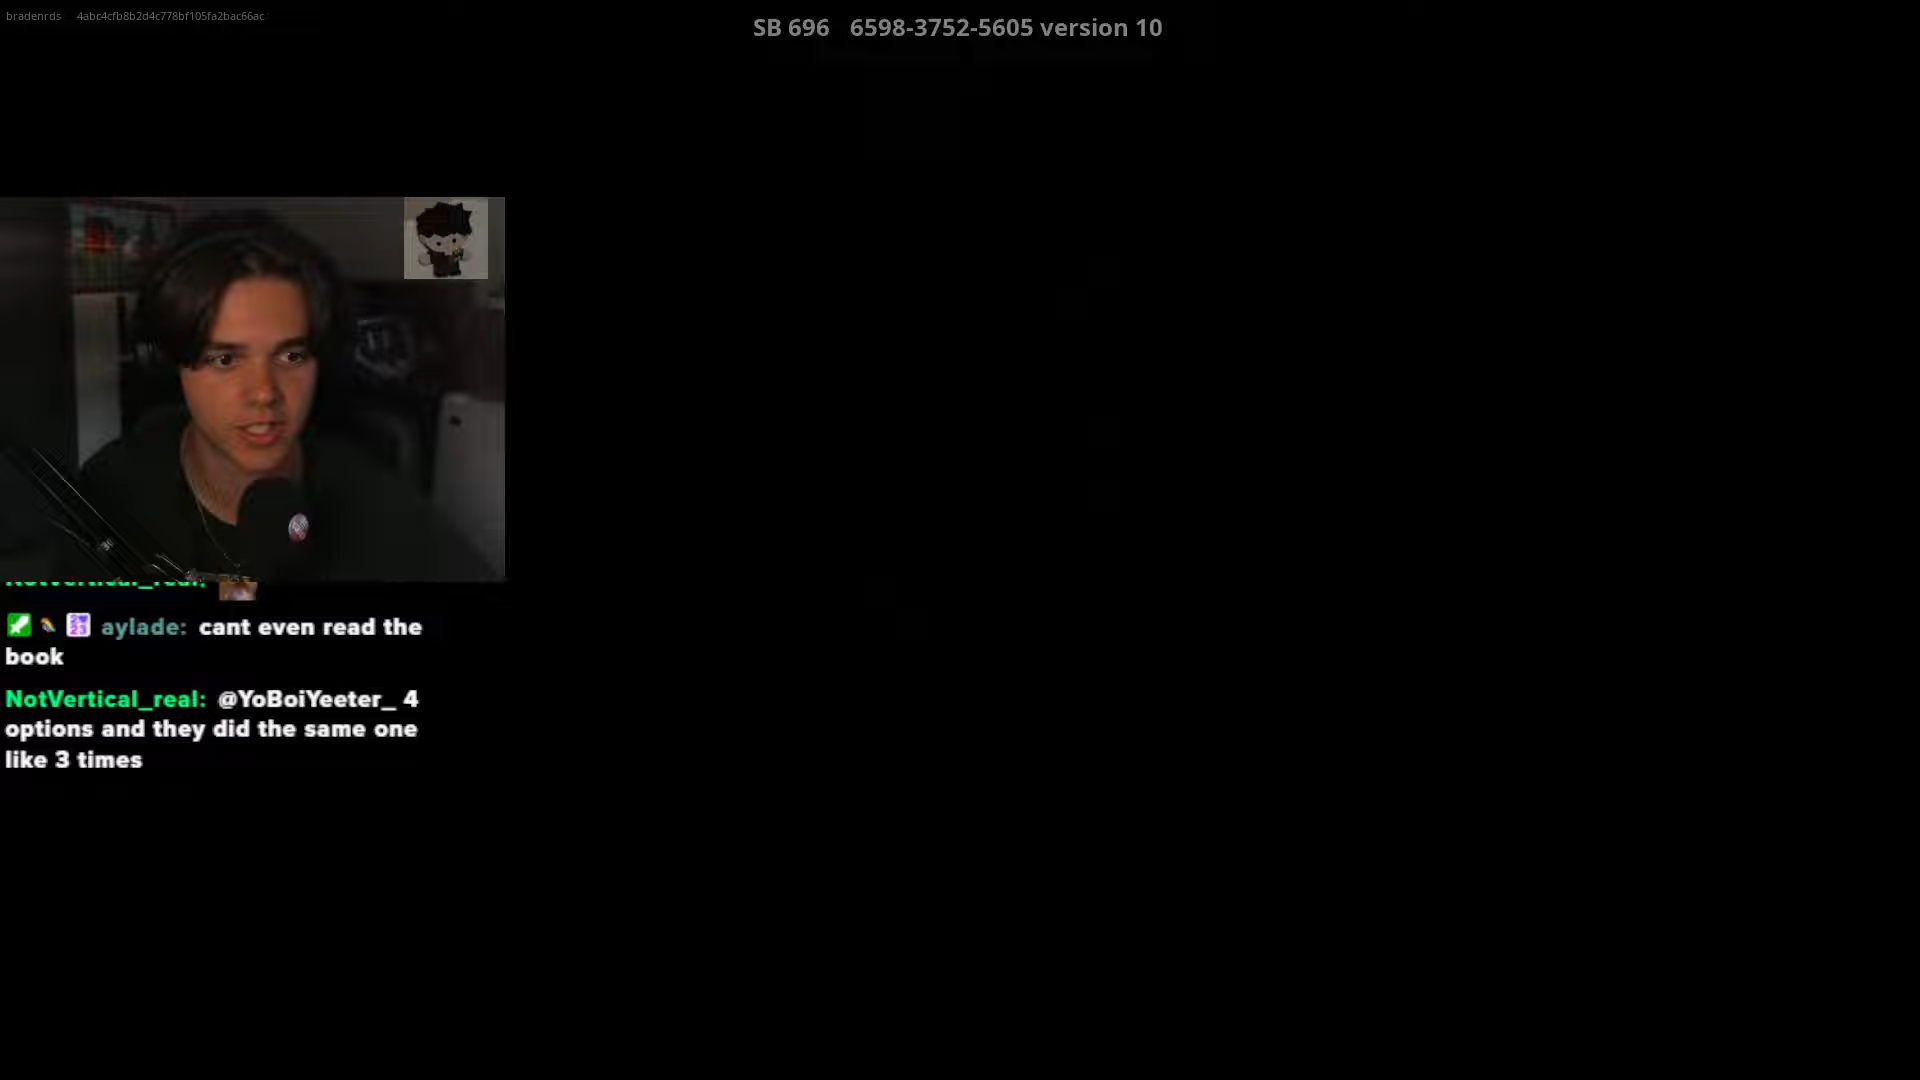 bradenrds 4abc4cfb8b2d4c778bf105fa2bac66ac
SB 696 6598-3752-5605 version 10
NotVertical_real:
aylade: cant even read the
book
NotVertical_real: @YoBoiYeeter_ 4
options and they did the same one
like 3 times